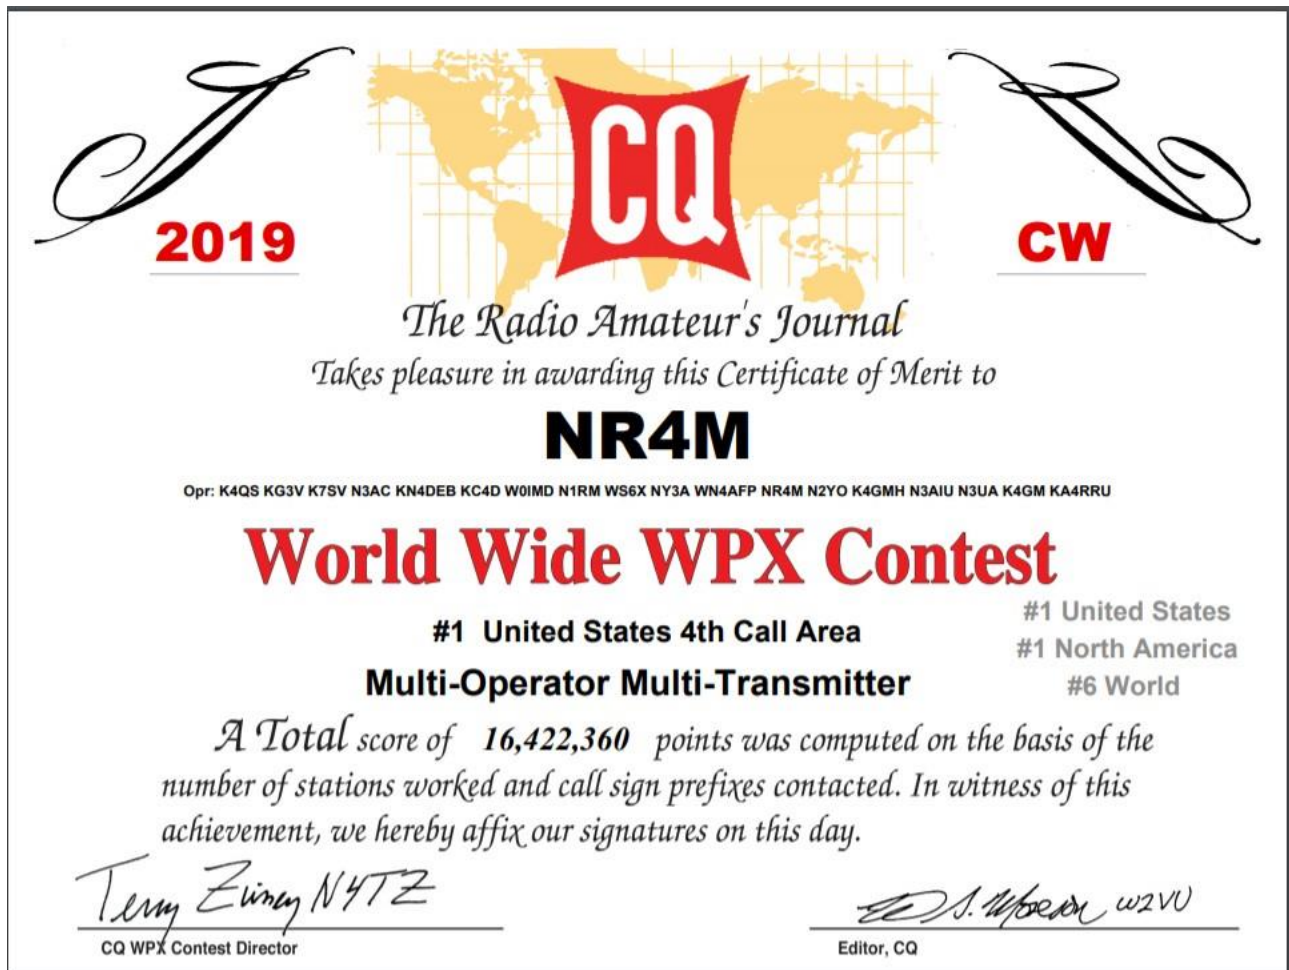 CQ
2019
CW
The Radio Amateur's Journal
Takes pleasure in awarding this Certificate of Merit to
NR4M
Opr: K4QS KG3V K7SV N3AC KN4DEB KC4D W0IMD N1RM WS6X NY3A WN4AFP NR4M N2YO K4GMH N3AIU N3UA K4GM KA4RRU
World Wide WPX Contest
#1 United States 4th Call Area
Multi-Operator Multi-Transmitter
#1 United States
#1 North America
#6 World
A Total score of 16,422,360 points was computed on the basis of the
number of stations worked and call sign prefixes contacted. In witness of this
achievement, we hereby affix our signatures on this day.
Terry N4TZ
S. W2VU
CQ WPX Contest Director
Editor, CQ